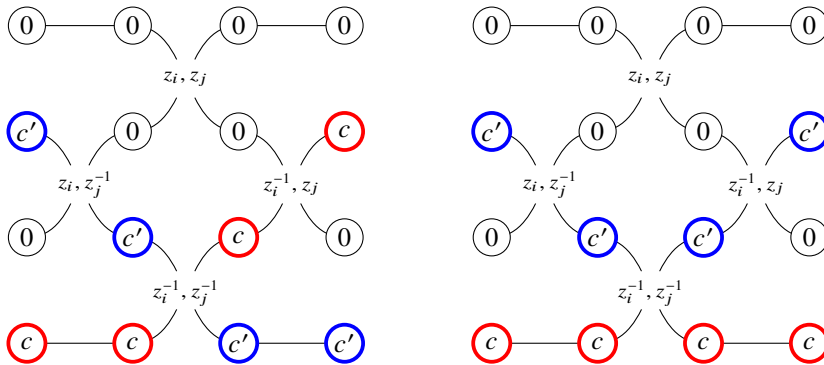 0 0 0 0 0 0 0 0
z_i, z_j z_i, z_j
c' 0 0 c c' 0 0 c'
z_i, z_j^{-1} z_i^{-1}, z_j z_i, z_j^{-1} z_i^{-1}, z_j
0 c' c 0 0 c' c' 0
z_i^{-1}, z_j^{-1} z_i^{-1}, z_j^{-1}
c c c' c' c c c c